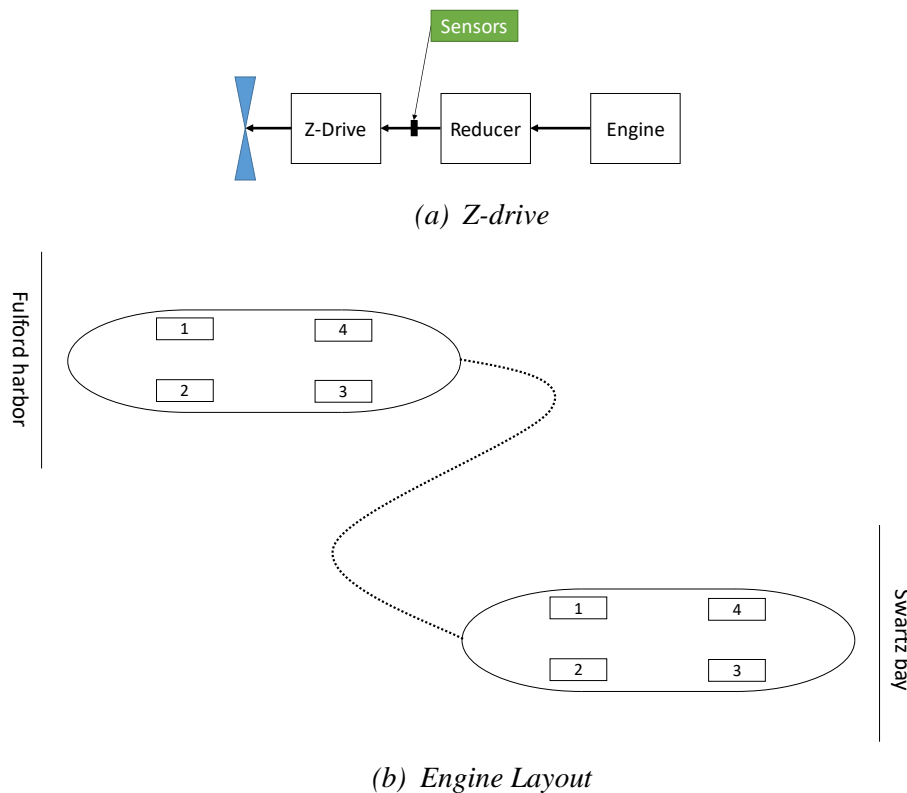 Sensors
Z-Drive
Reducer
Engine
(a) Z-drive
Fulford harbor
1
4
2
3
1
4
2
3
Swartz bay
(b) Engine Layout